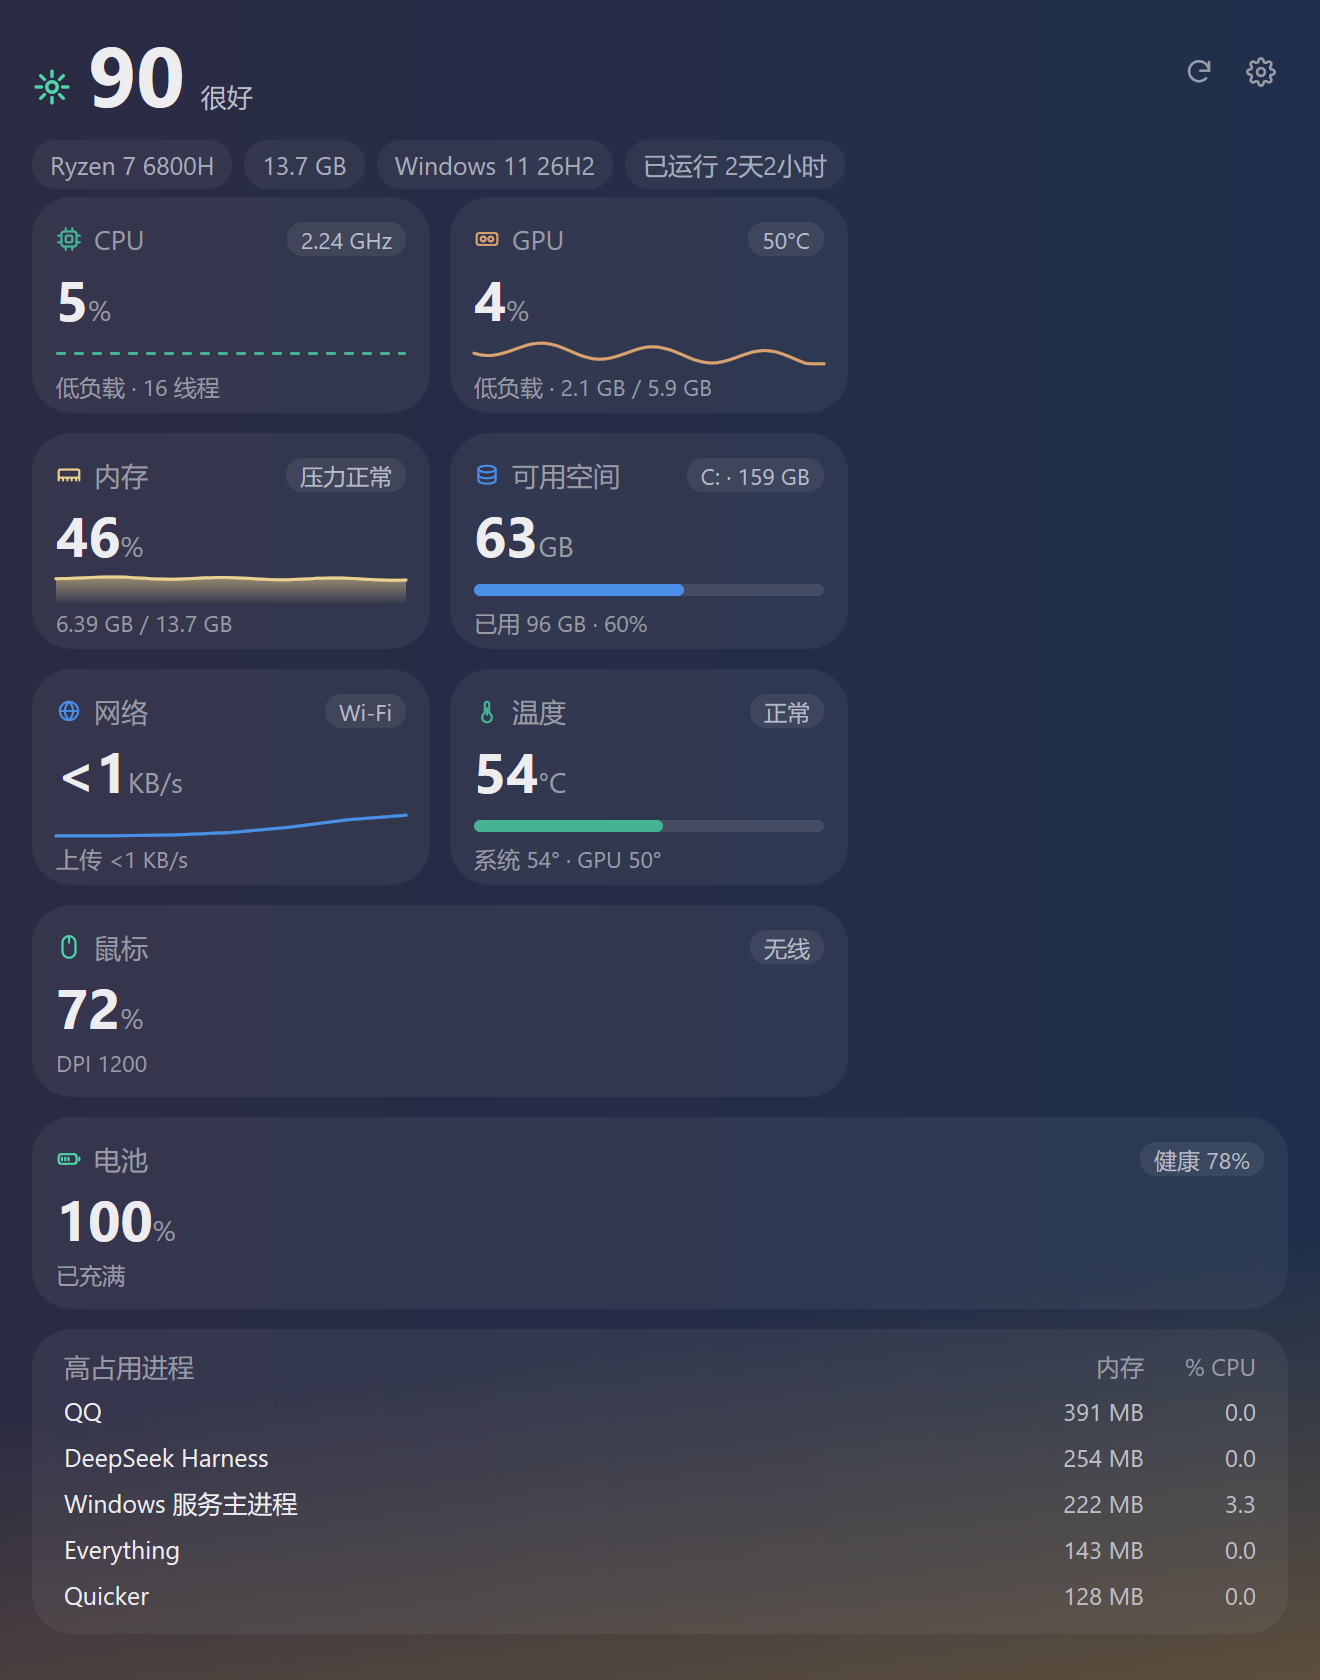 90 很好
Ryzen 7 6800H 13.7 GB Windows 11 26H2 已运行 2天2小时
CPU 2.24 GHz
5%
低负载 · 16 线程
GPU 50°C
4%
低负载 · 2.1 GB / 5.9 GB
内存 压力正常
46%
6.39 GB / 13.7 GB
可用空间 C: · 159 GB
63GB
已用 96 GB · 60%
网络 Wi-Fi
<1KB/s
上传 <1 KB/s
温度 正常
54°C
系统 54° · GPU 50°
鼠标 无线
72%
DPI 1200
电池 健康 78%
100%
已充满
高占用进程 内存 % CPU
QQ 391 MB 0.0
DeepSeek Harness 254 MB 0.0
Windows 服务主进程 222 MB 3.3
Everything 143 MB 0.0
Quicker 128 MB 0.0